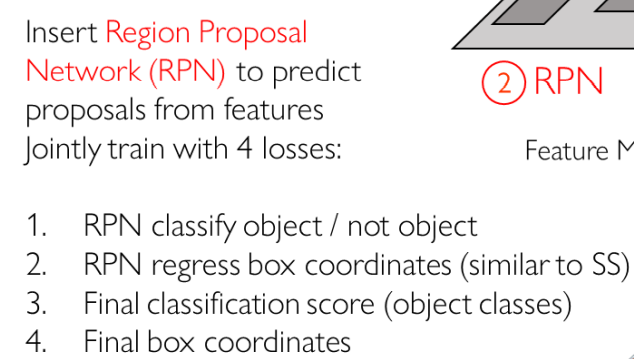 Insert Region Proposal
Network (RPN) to predict
proposals from features
Jointly train with 4 losses:
2 RPN
Feature
1. RPN classify object / not object
2. RPN regress box coordinates (similar to SS)
3. Final classification score (object classes)
4. Final box coordinates